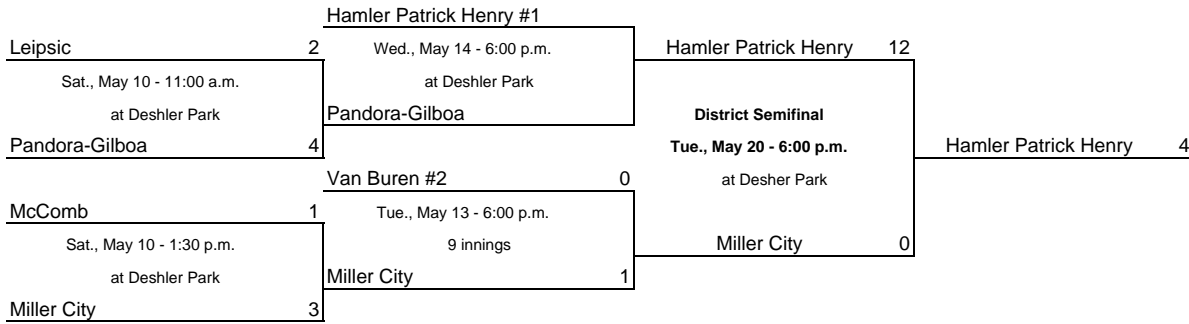 Hamler Patrick Henry #1
Leipsic 2 Wed., May 14 - 6:00 p.m. Hamler Patrick Henry 12
Sat., May 10 - 11:00 a.m. at Deshler Park
at Deshler Park Pandora-Gilboa District Semifinal
Pandora-Gilboa 4 Tue., May 20 - 6:00 p.m. Hamler Patrick Henry 4
Van Buren #2 0 at Desher Park
McComb 1 Tue., May 13 - 6:00 p.m.
Sat., May 10 - 1:30 p.m. 9 innings Miller City 0
at Deshler Park Miller City 1
Miller City 3